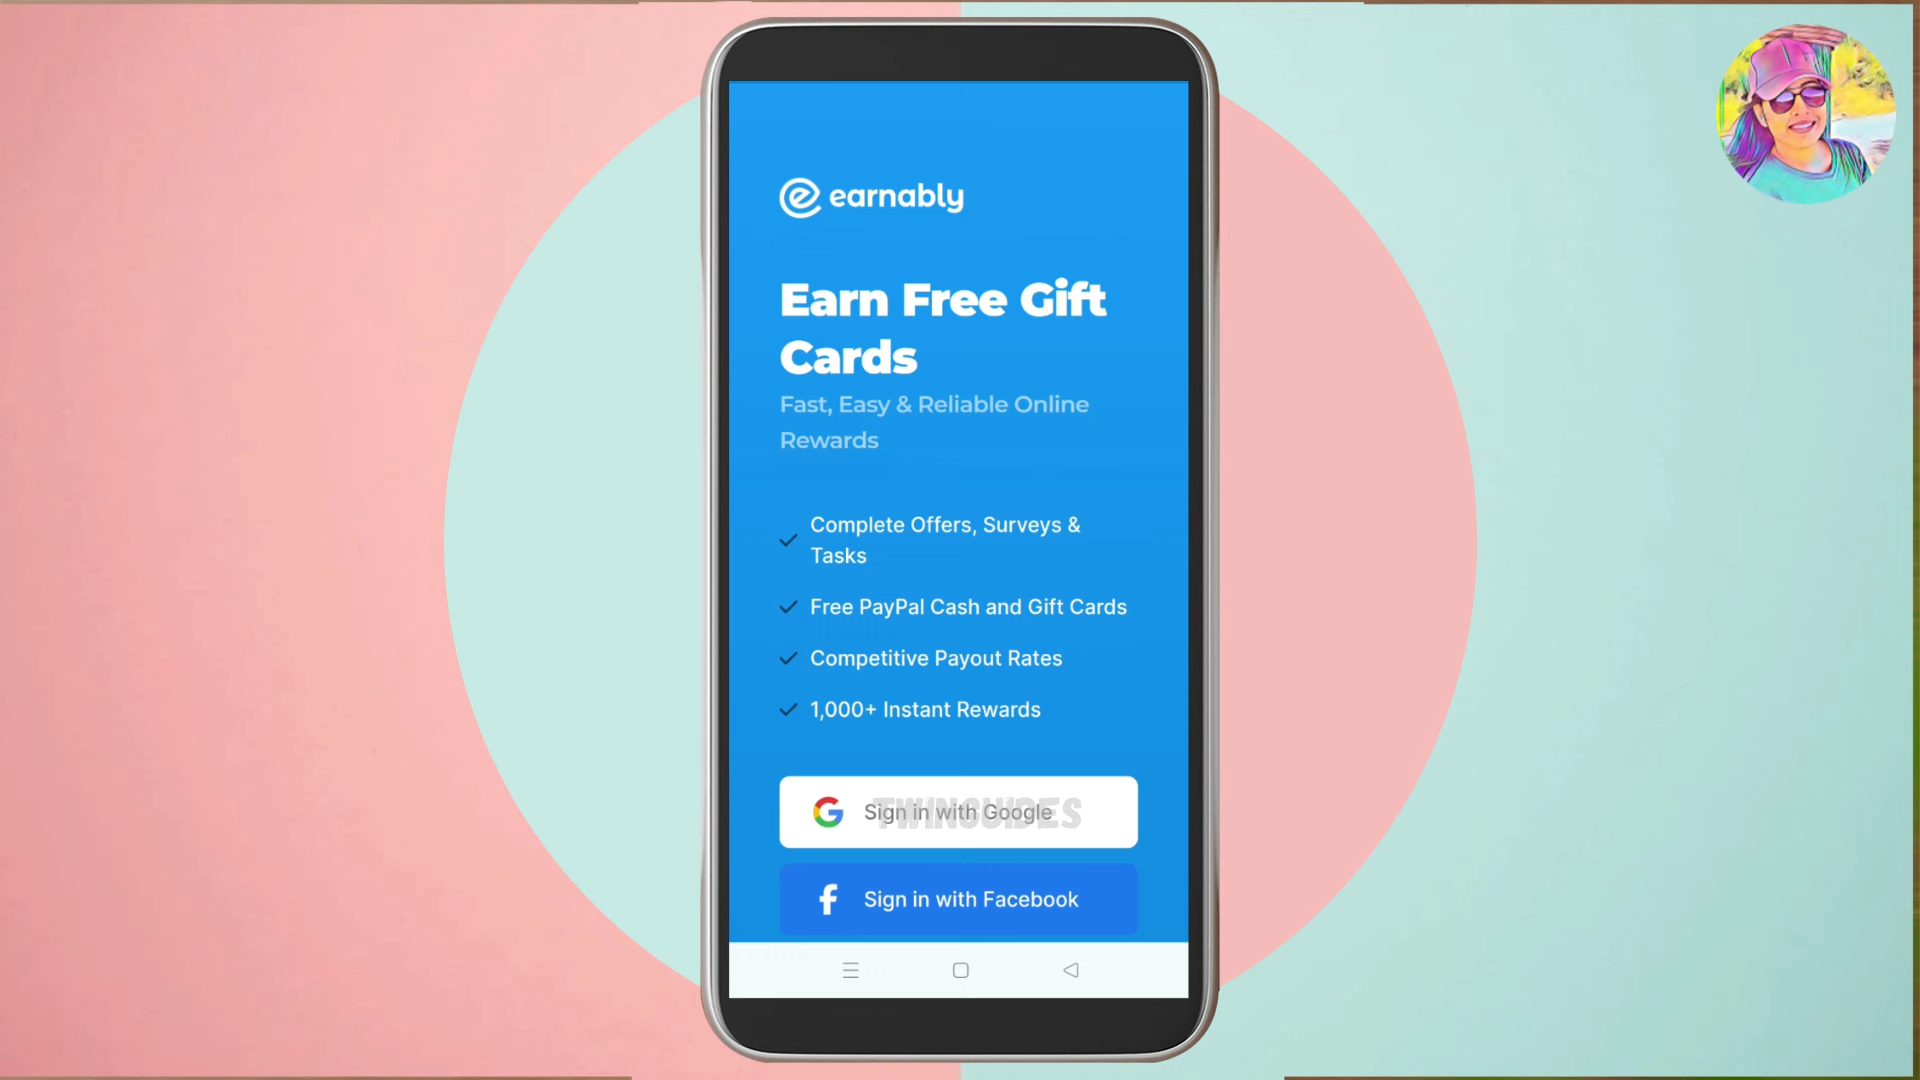 earnably
Earn Free Gift
Cards
Fast, Easy & Reliable Online
Rewards
Complete Offers, Surveys &
Tasks
Free PayPal Cash and Gift Cards
Competitive Payout Rates
1,000+ Instant Rewards
Sign in with Google
TWINGUIDES
Sign in with Facebook